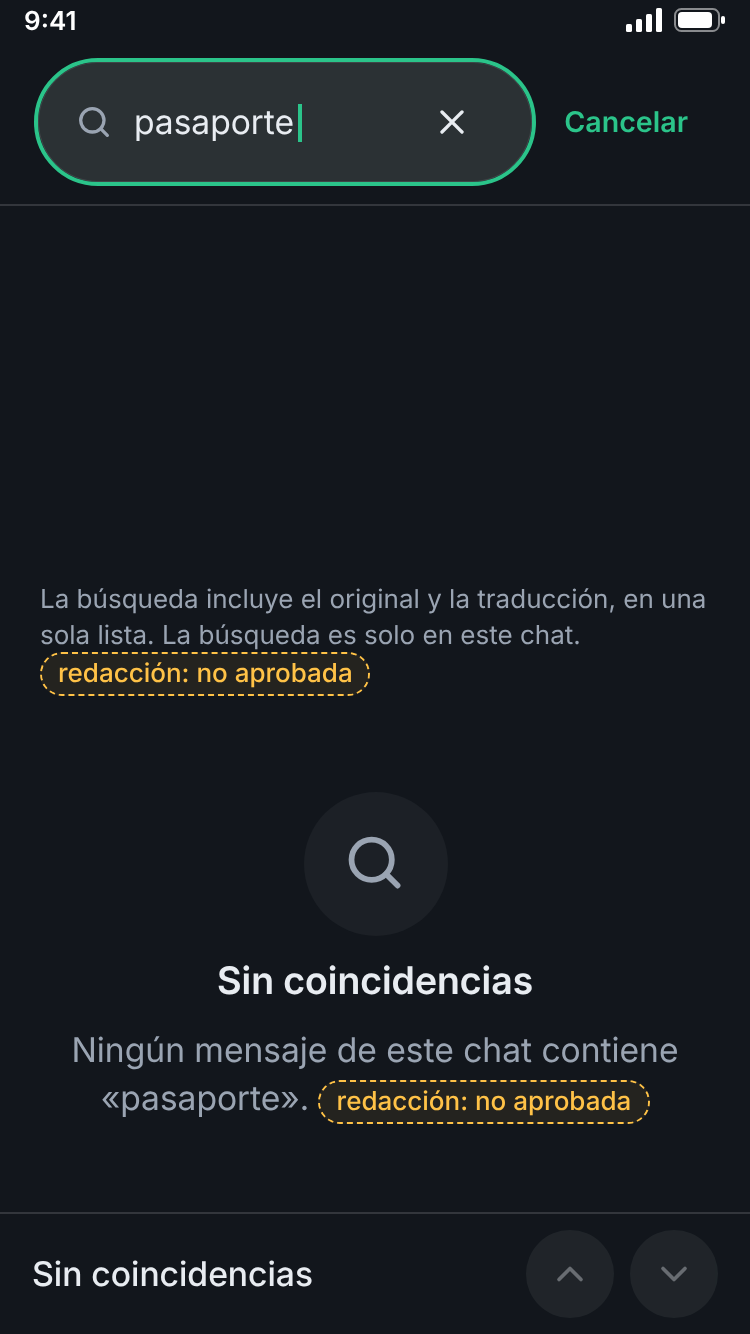 9:41
pasaporte
Cancelar
La búsqueda incluye el original y la traducción, en una
sola lista. La búsqueda es solo en este chat.
redacción: no aprobada
Sin coincidencias
Ningún mensaje de este chat contiene
«pasaporte». redacción: no aprobada
Sin coincidencias